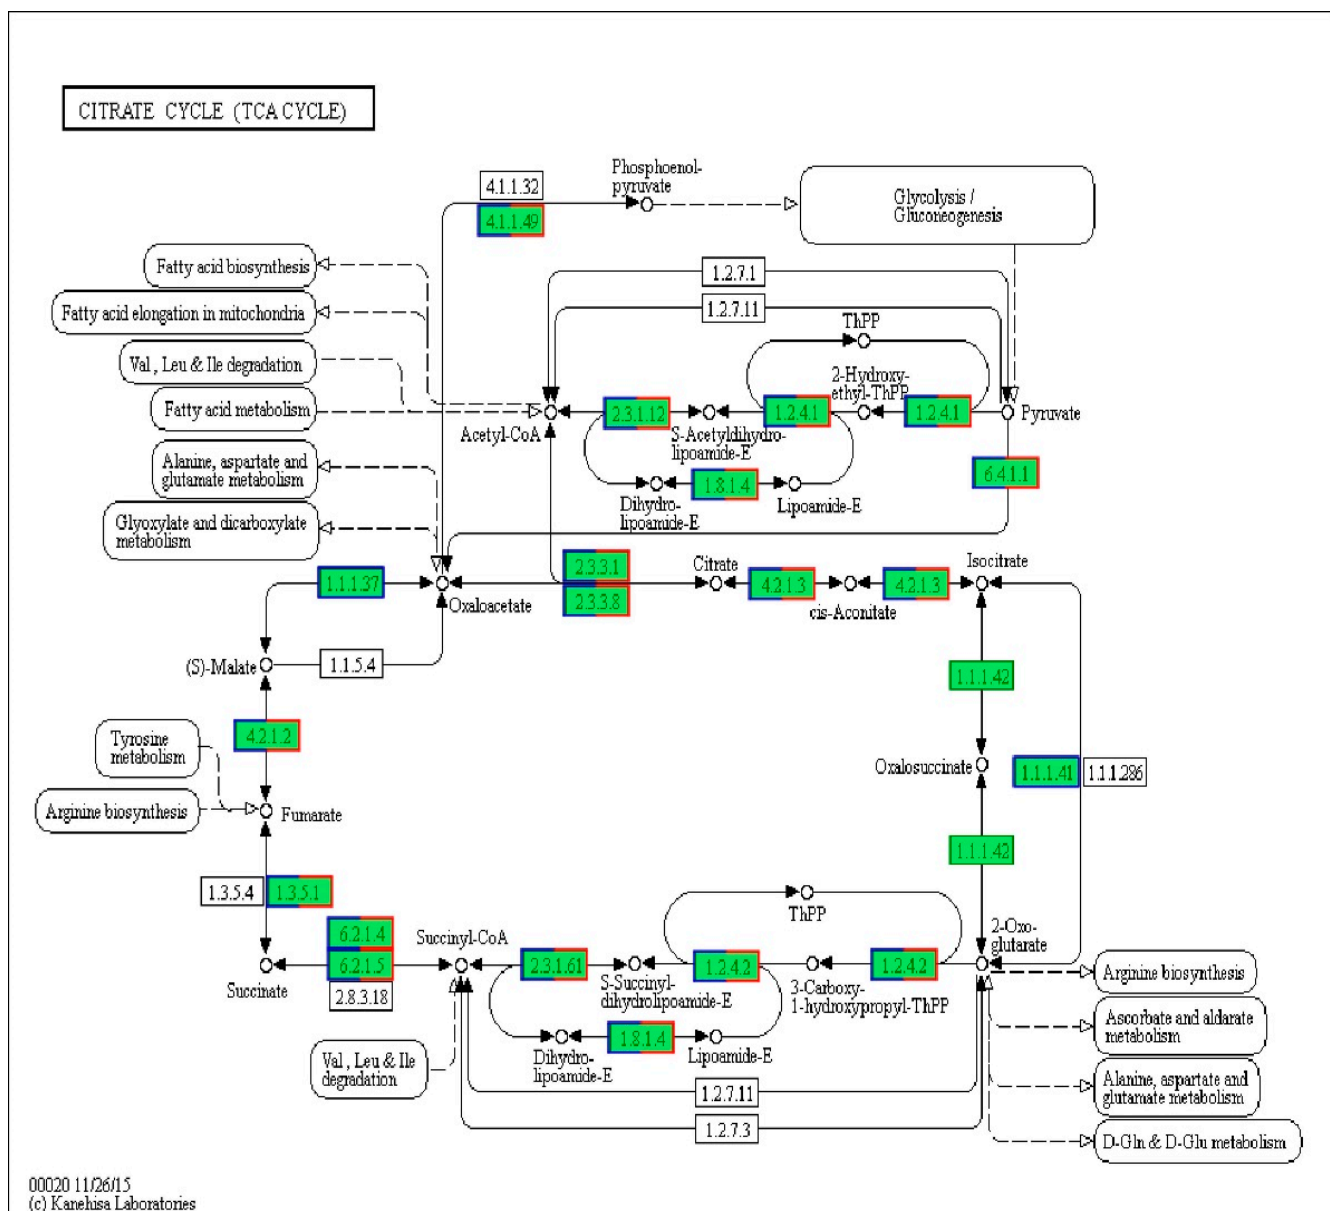 CITRATE CYCLE (TCA CYCLE)
Phosphoenol-
pyruvate
4.1.1.32
4.1.1.49
Glycolysis /
Gluconeogenesis
Fatty acid biosynthesis
Fatty acid elongation in mitochondria
Val , Leu & Ile degradation
Fatty acid metabolism
Alanine, aspartate and
glutamate metabolism
Glyoxylate and dicarboxylate
metabolism
1.2.7.1
1.2.7.11
ThPP
2-Hydroxy-
ethyl-ThPP
Acetyl-CoA
2.3.1.12
S-Acetyldihydro-
lipoamide-E
1.2.4.1
1.2.4.1
Pyruvate
Dihydro-
lipoamide-E
1.8.1.4
Lipoamide-E
6.4.1.1
1.1.1.37
Oxaloacetate
2.3.3.1
2.3.3.8
Citrate
4.2.1.3
cis-Aconitate
4.2.1.3
Isocitrate
(S)-Malate
1.1.5.4
1.1.1.42
4.2.1.2
Tyrosine
metabolism
Oxalosuccinate
1.1.1.41
1.1.1.286
Arginine biosynthesis
Fumarate
1.1.1.42
1.3.5.4
1.3.5.1
ThPP
6.2.1.4
6.2.1.5
2.8.3.18
Succinate
Succinyl-CoA
2.3.1.61
S-Succinyl-
dihydrolipoamide-E
1.2.4.2
3-Carboxy-
1-hydroxypropyl-ThPP
1.2.4.2
2-Oxo-
glutarate
Dihydro-
lipoamide-E
1.8.1.4
Lipoamide-E
Val , Leu & Ile
degradation
1.2.7.11
1.2.7.3
Arginine biosynthesis
Ascorbate and aldarate
metabolism
Alanine, aspartate and
glutamate metabolism
D-Gln & D-Glu metabolism
00020 11/26/15
(c) Kanehisa Laboratories